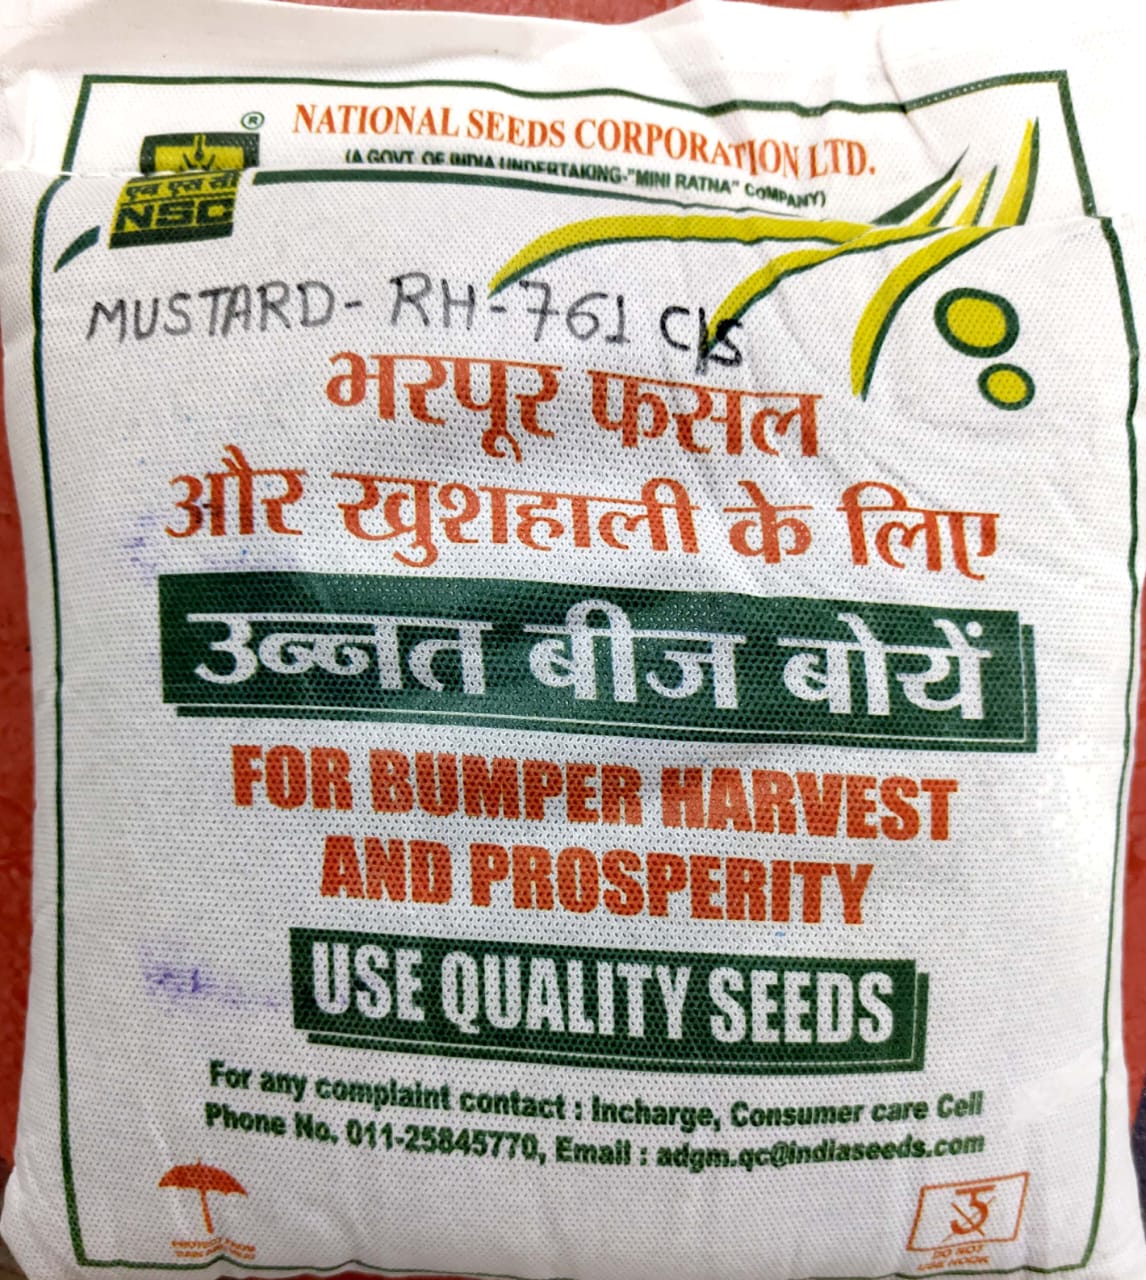 ®
NATIONAL SEEDS CORPORATION LTD.
(A GOVT. OF INDIA UNDERTAKING-"MINI RATNA" COMPANY)
एन एस सी
NSC
MUSTARD- RH-761 C/S
भरपूर फसल
और खुशहाली के लिए
उन्नत बीज बोयें
FOR BUMPER HARVEST
AND PROSPERITY
USE QUALITY SEEDS
For any complaint contact : Incharge, Consumer care Cell
Phone No. 011-25845770, Email : adgm.qc@indiaseeds.com
PROTECT FROM
DO NOT
USE HOOK